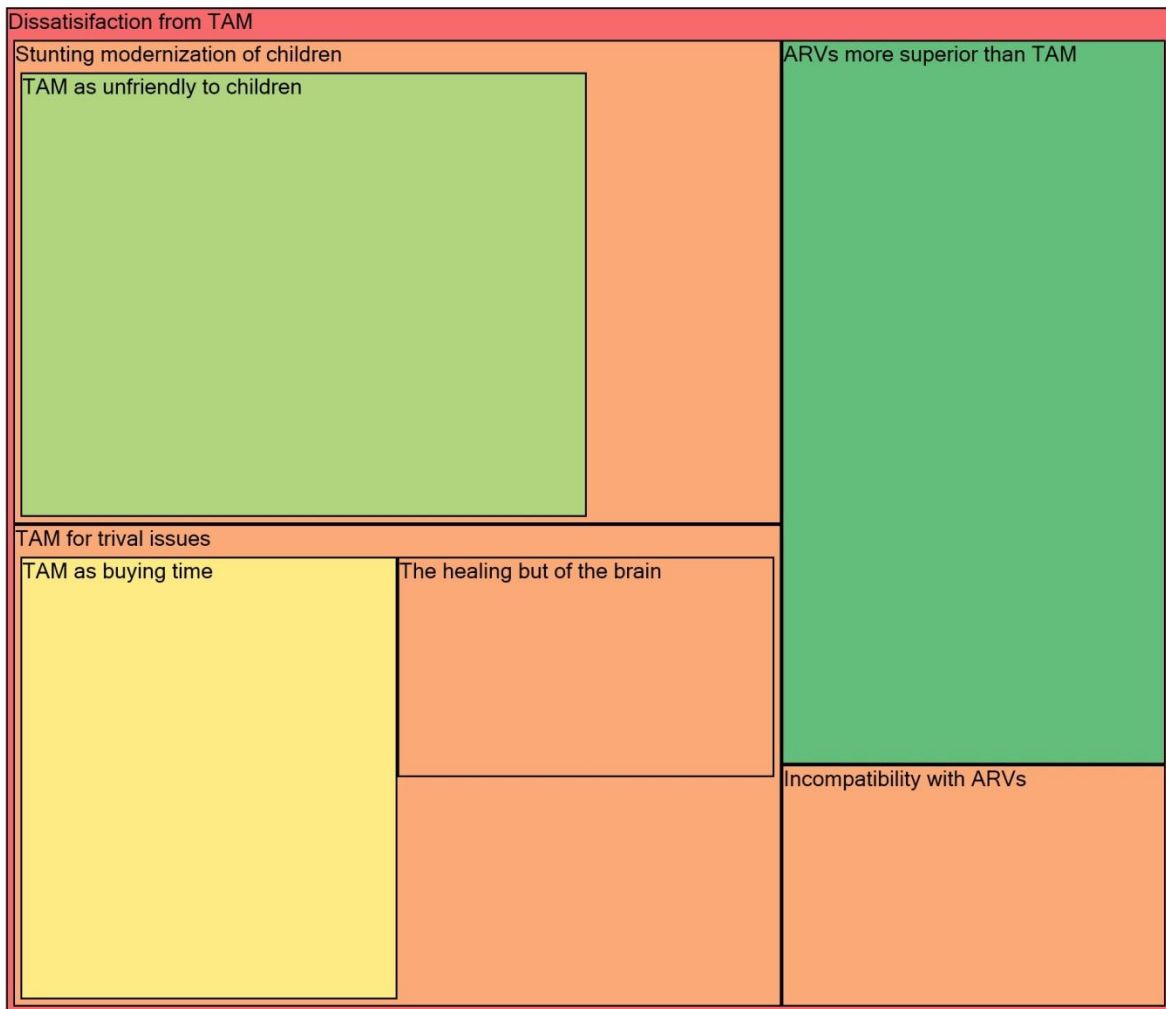 Dissatisifaction from TAM
Stunting modernization of children
TAM as unfriendly to children
ARVs more superior than TAM
TAM for trival issues
TAM as buying time
The healing but of the brain
Incompatibility with ARVs